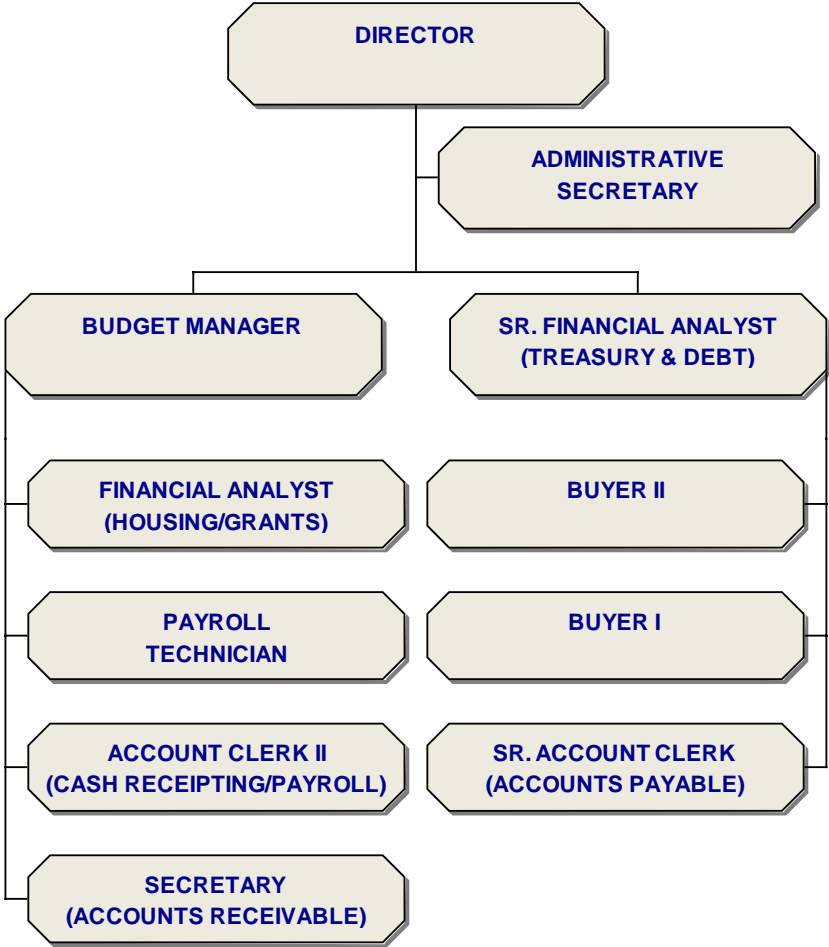 DIRECTOR
ADMINISTRATIVE
SECRETARY
BUDGET MANAGER
SR. FINANCIAL ANALYST
(TREASURY & DEBT)
FINANCIAL ANALYST
(HOUSING/GRANTS)
BUYER II
PAYROLL
TECHNICIAN
BUYER I
ACCOUNT CLERK II
(CASH RECEIPTING/PAYROLL)
SR. ACCOUNT CLERK
(ACCOUNTS PAYABLE)
SECRETARY
(ACCOUNTS RECEIVABLE)